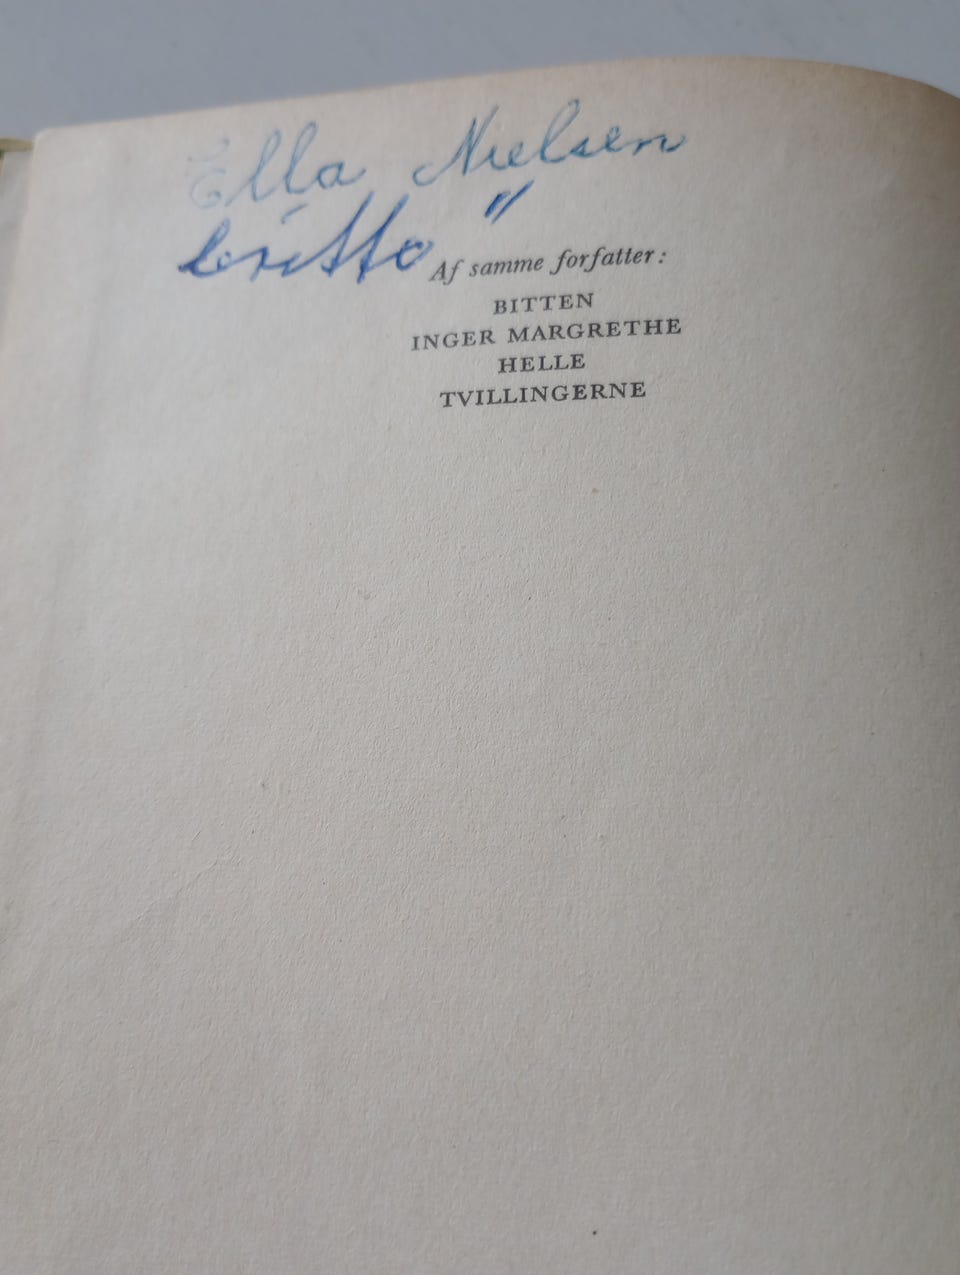 Ella Nielsen
britta "
Af samme forfatter:
BITTEN
INGER MARGRETHE
HELLE
TVILLINGERNE